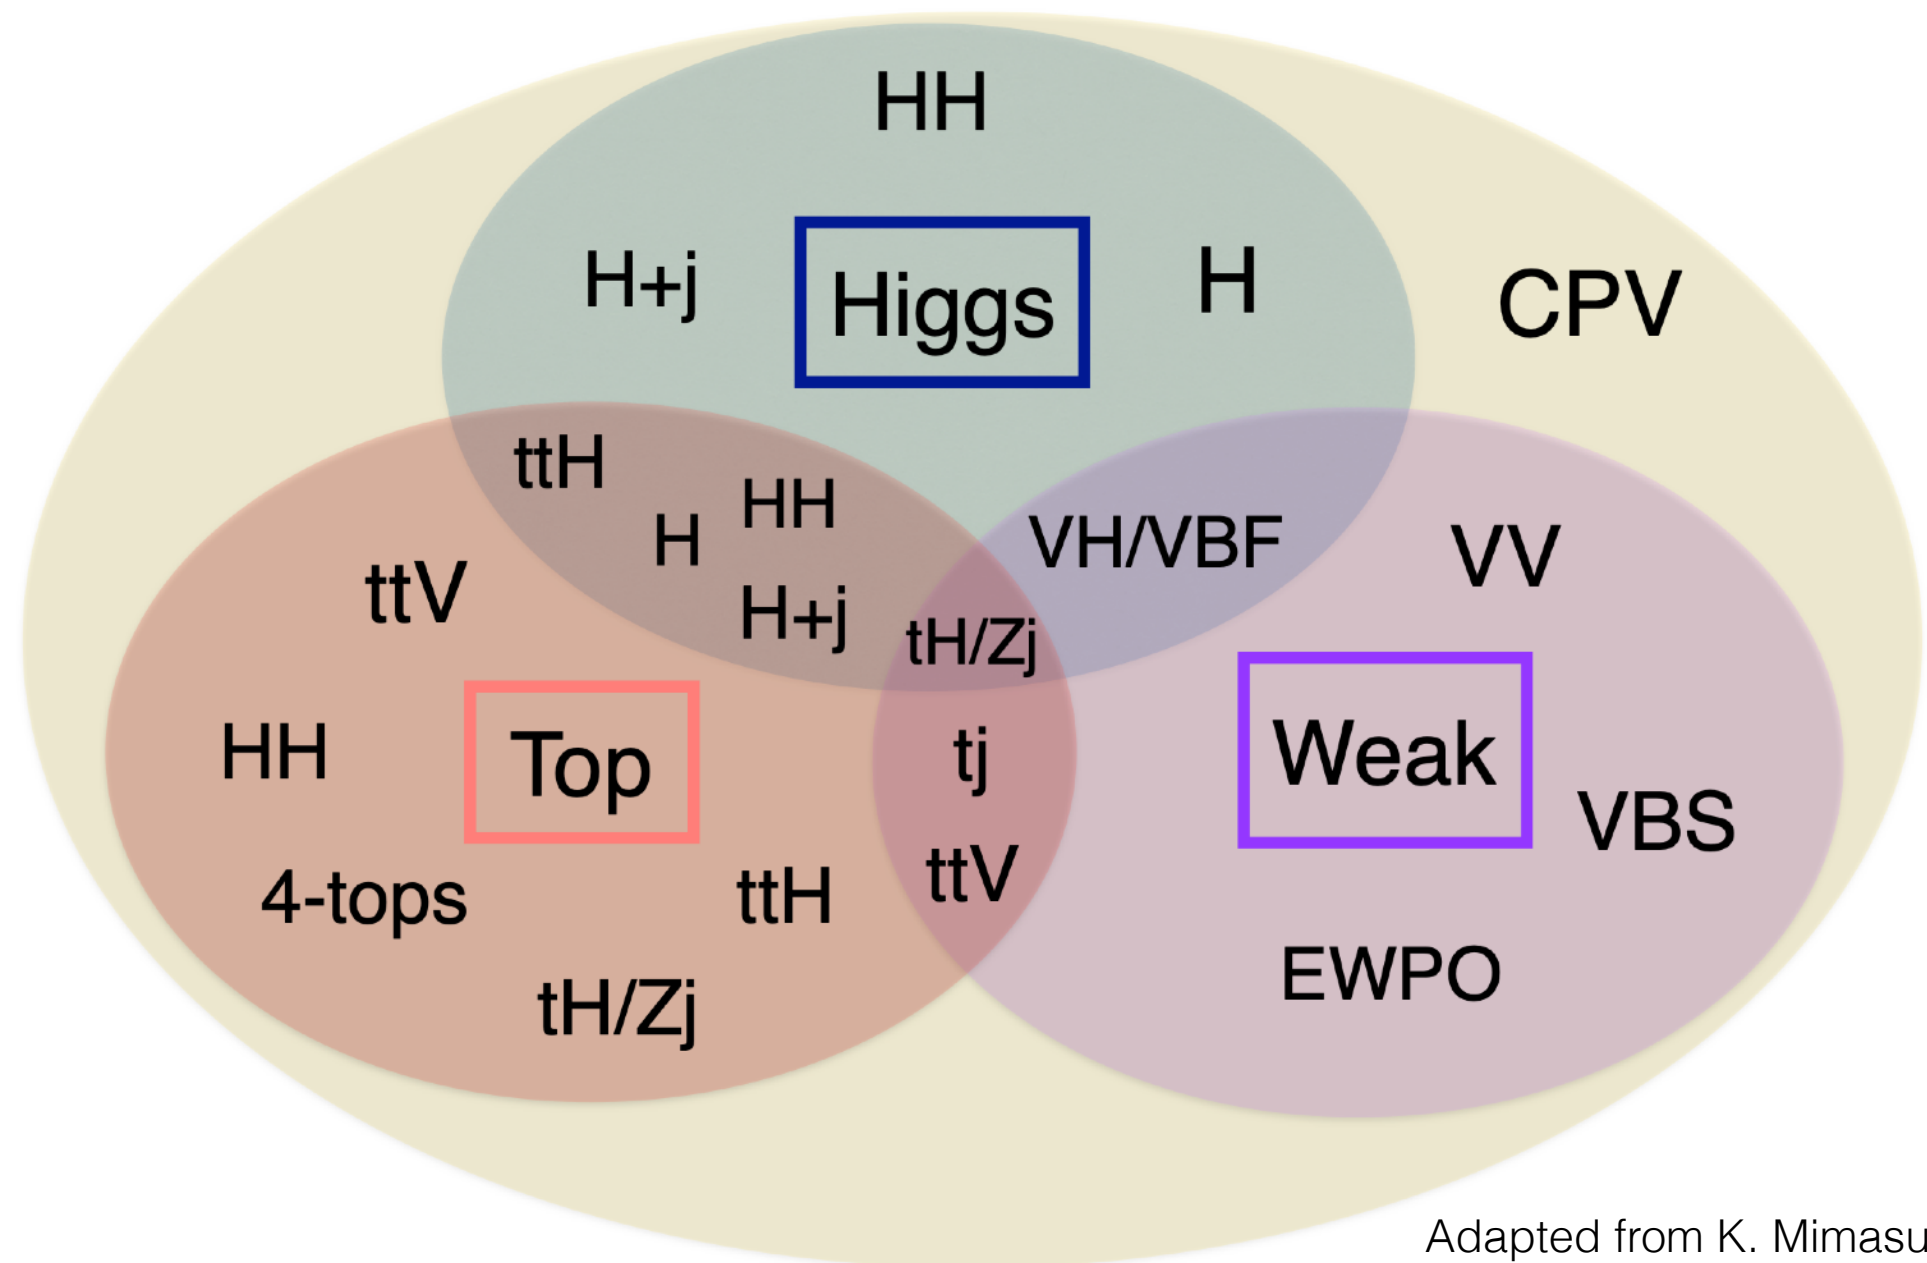 HH
H+j
Higgs
H
CPV
ttH
HH
H
VH/VBF
VV
ttV
H+j
tH/Zj
HH
Top
tj
Weak
VBS
4-tops
ttH
ttV
EWPO
tH/Zj
Adapted from K. Mimasu